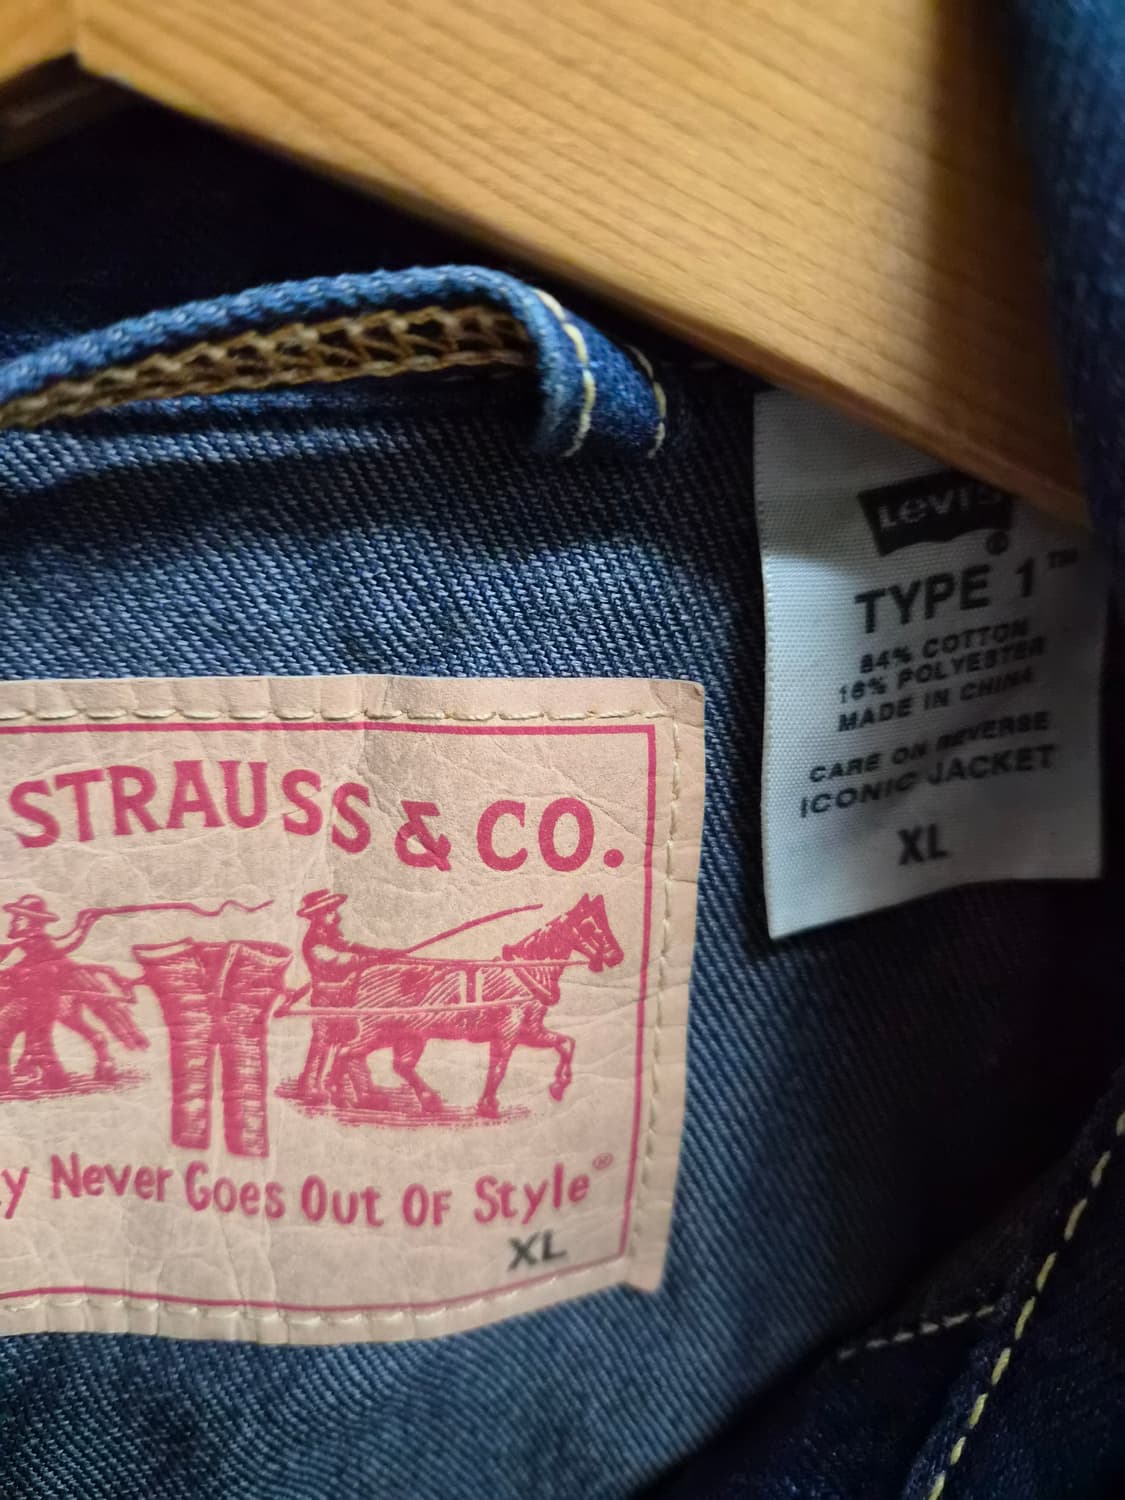 STRAUSS & CO.
Never Goes Out Of Style®
XL
Levi's
®
TYPE 1™
84% COTTON
16% POLYESTER
MADE IN CHINA
CARE ON REVERSE
ICONIC JACKET
XL